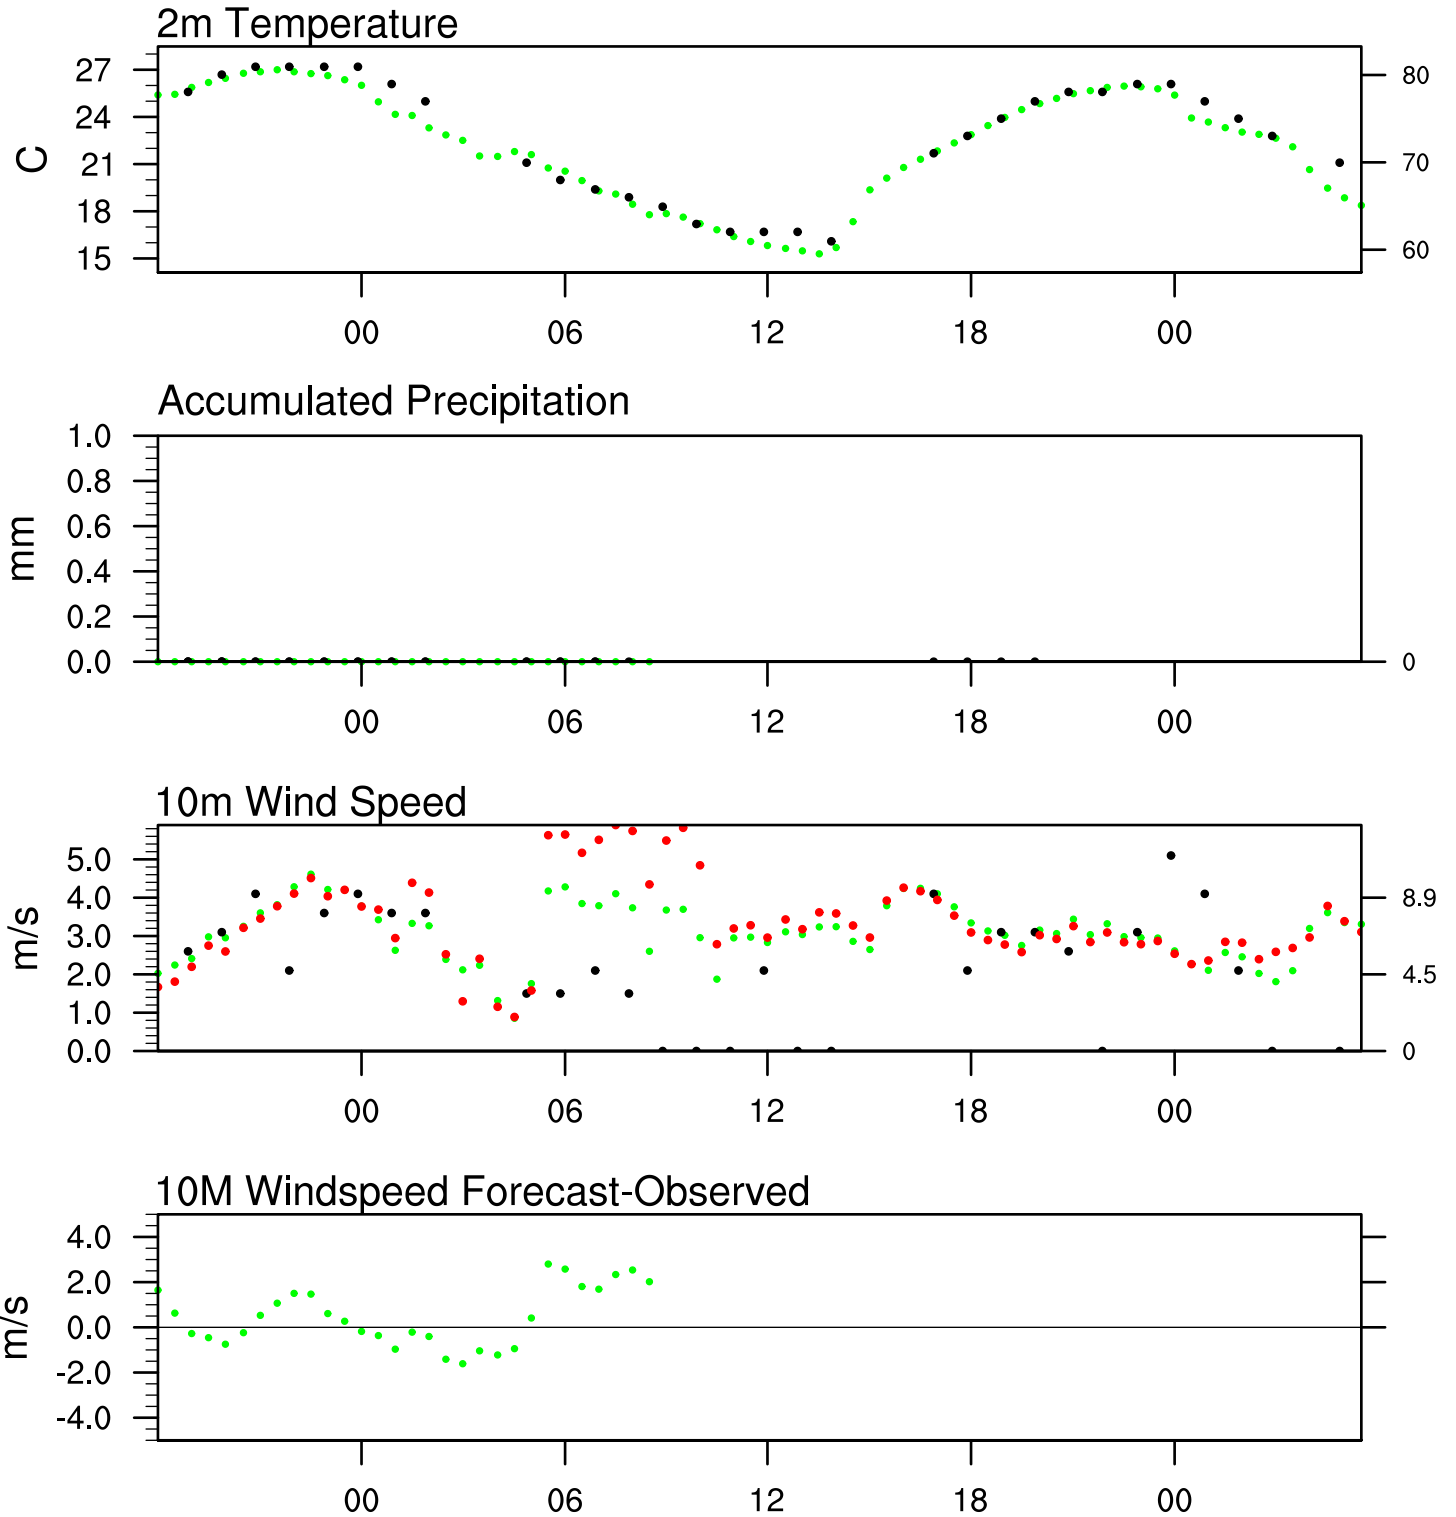 2m Temperature
27
24
21
18
15
C
80
70
60
00 06 12 18 00
Accumulated Precipitation
1.0
0.8
0.6
0.4
0.2
0.0
mm
0
00 06 12 18 00
10m Wind Speed
5.0
4.0
3.0
2.0
1.0
0.0
m/s
8.9
4.5
0
00 06 12 18 00
10M Windspeed Forecast-Observed
4.0
2.0
0.0
-2.0
-4.0
m/s
00 06 12 18 00